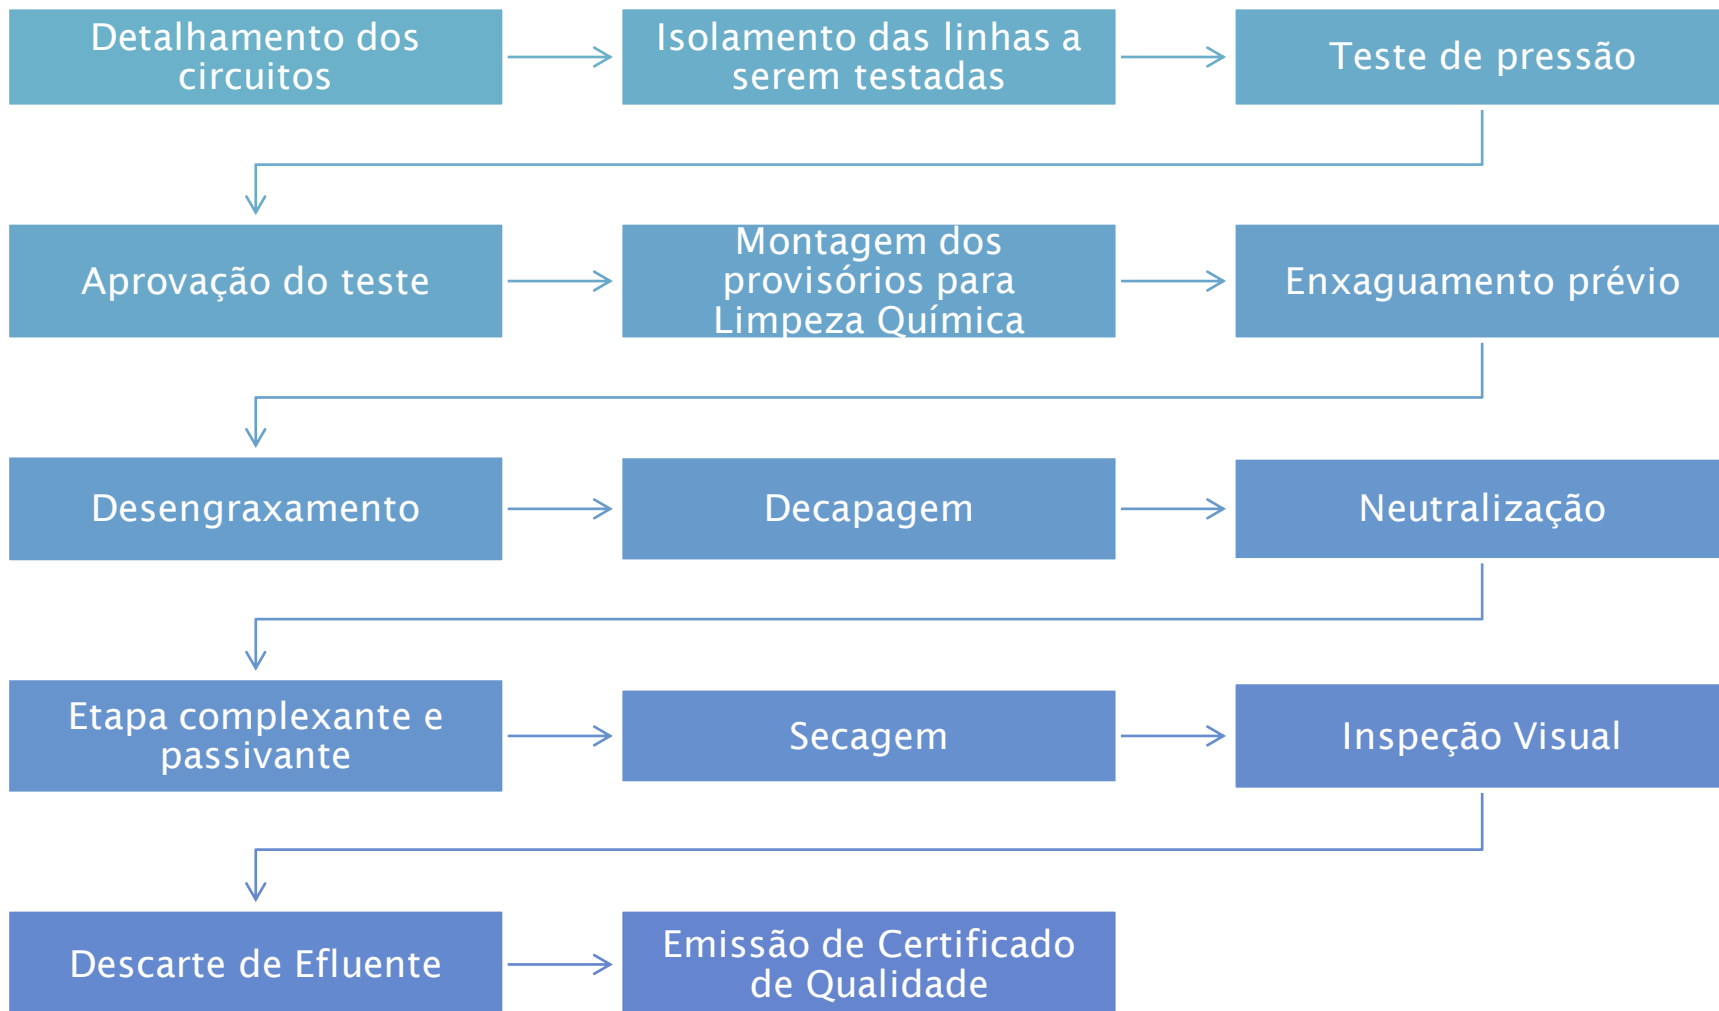 Detalhamento dos
circuitos
Isolamento das linhas a
serem testadas
Teste de pressão
Aprovação do teste
Montagem dos
provisórios para
Limpeza Química
Enxaguamento prévio
Desengraxamento
Decapagem
Neutralização
Etapa complexante e
passivante
Secagem
Inspeção Visual
Descarte de Efluente
Emissão de Certificado
de Qualidade